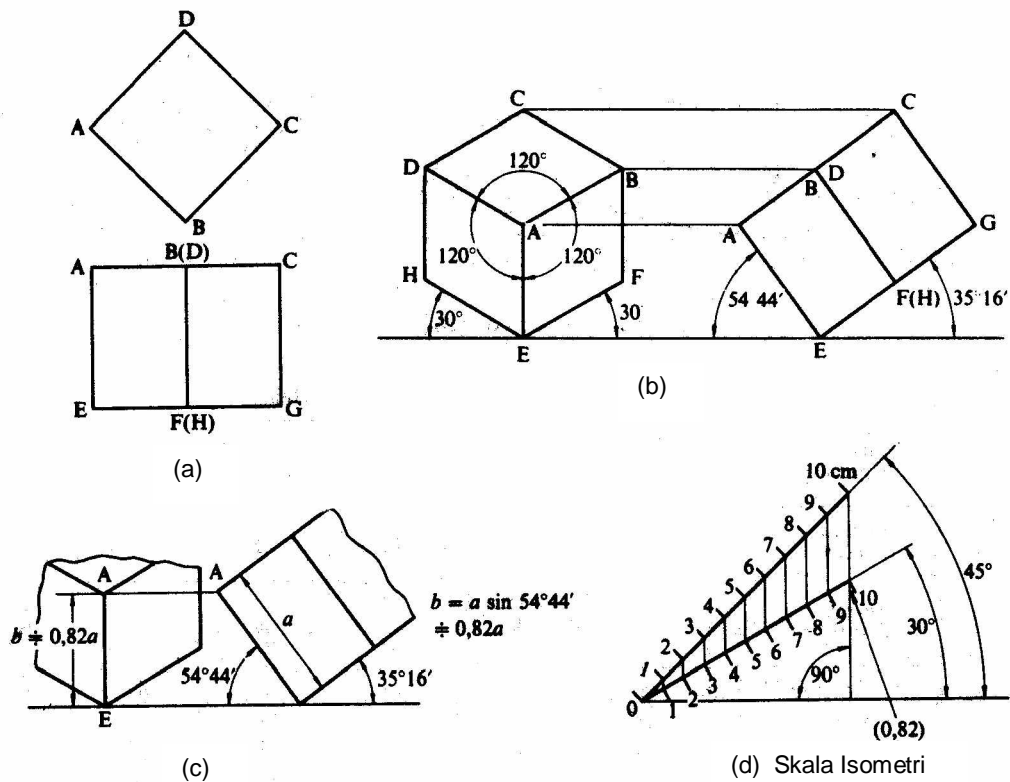 D
A
C
B
A
B(D)
C
E
F(H)
G
(a)
C
D
120°
B
A
120°
120°
H
F
30°
30
E
C
B D
A
G
54 44′
F(H)
35°16′
E
(b)
A
b ≑ 0,82a
E
A
a
54°44′
35°16′
b = a sin 54°44′
≑ 0,82a
(c)
10 cm
9
8
7
6
5
4
3
2
1
0
1
2
3
4
5
6
7
8
9
10
45°
30°
90°
(0,82)
(d) Skala Isometri